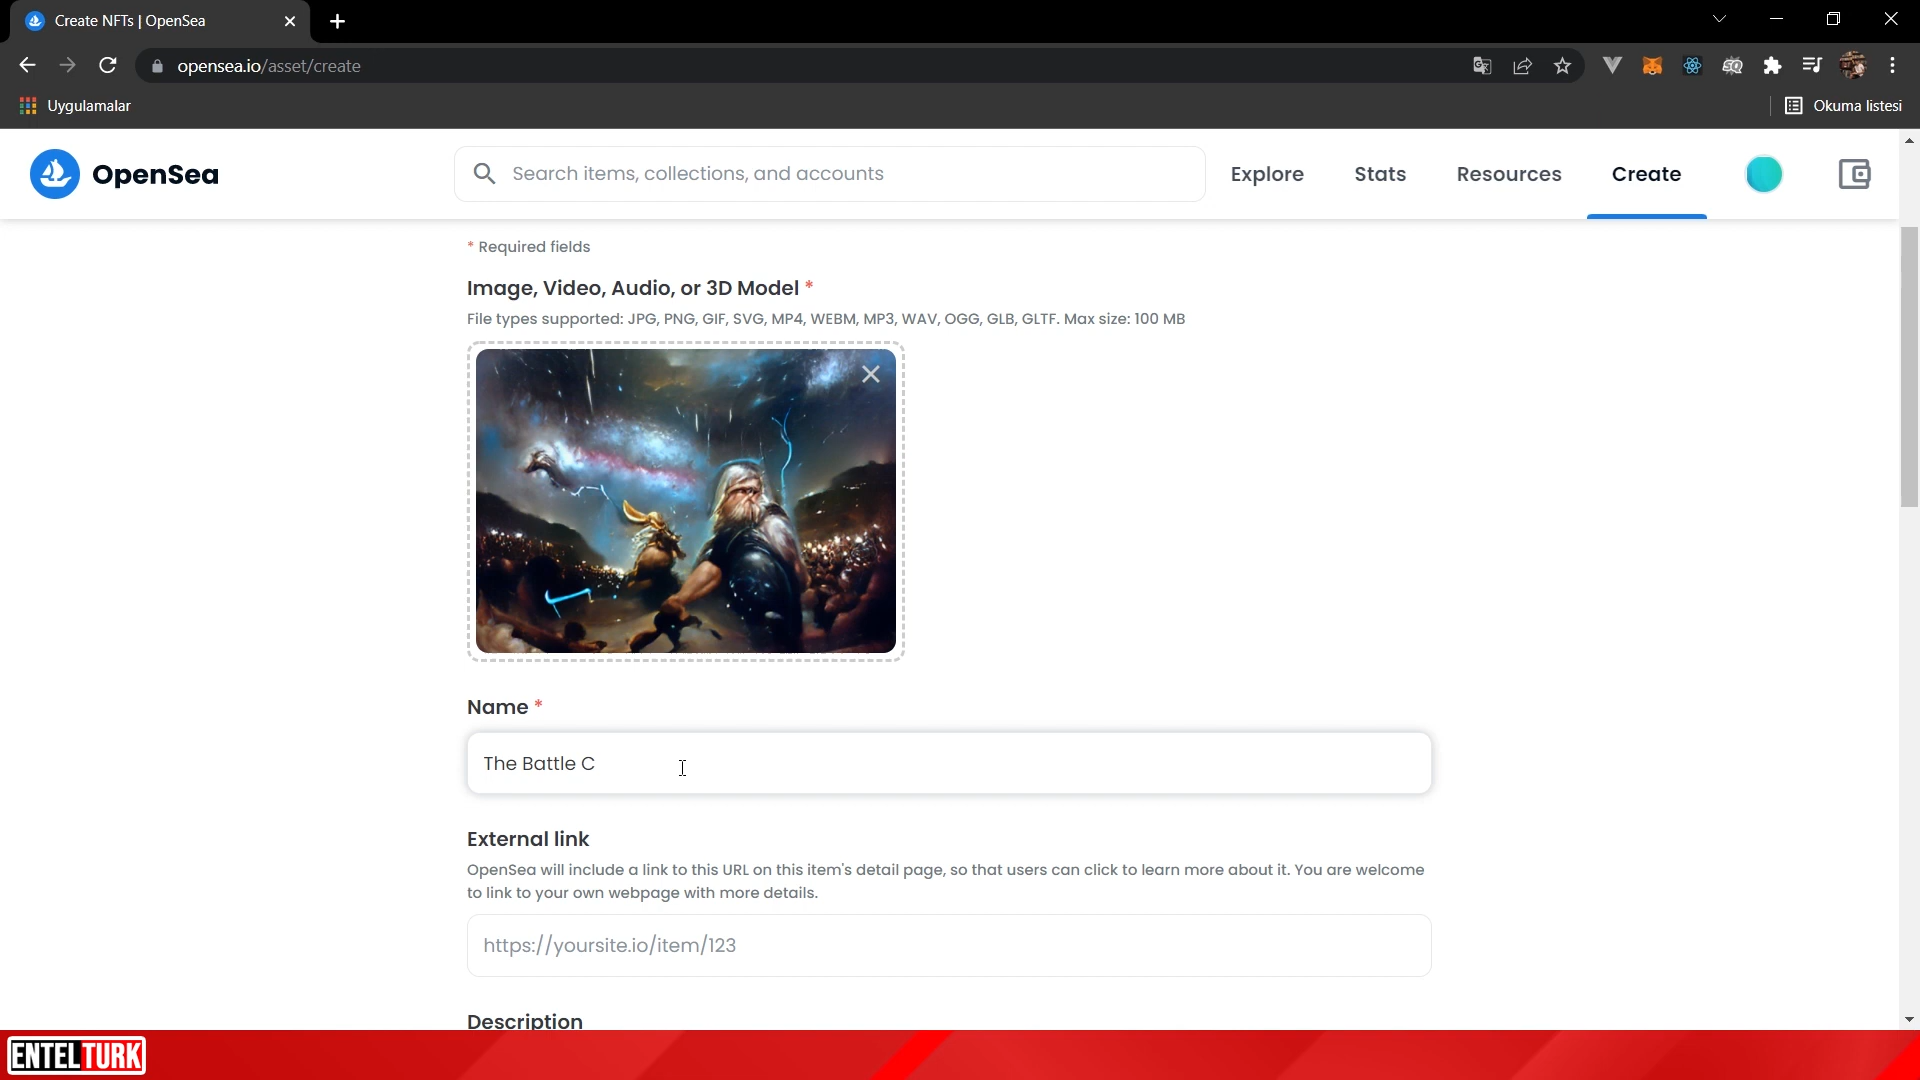 Create NFTs | OpenSea
opensea.io/asset/create
Uygulamalar
Okuma listesi
OpenSea
Search items, collections, and accounts
Explore
Stats
Resources
Create
* Required fields
Image, Video, Audio, or 3D Model *
File types supported: JPG, PNG, GIF, SVG, MP4, WEBM, MP3, WAV, OGG, GLB, GLTF. Max size: 100 MB
Name *
The Battle C
External link
OpenSea will include a link to this URL on this item's detail page, so that users can click to learn more about it. You are welcome
to link to your own webpage with more details.
https://yoursite.io/item/123
Description
ENTELTURK